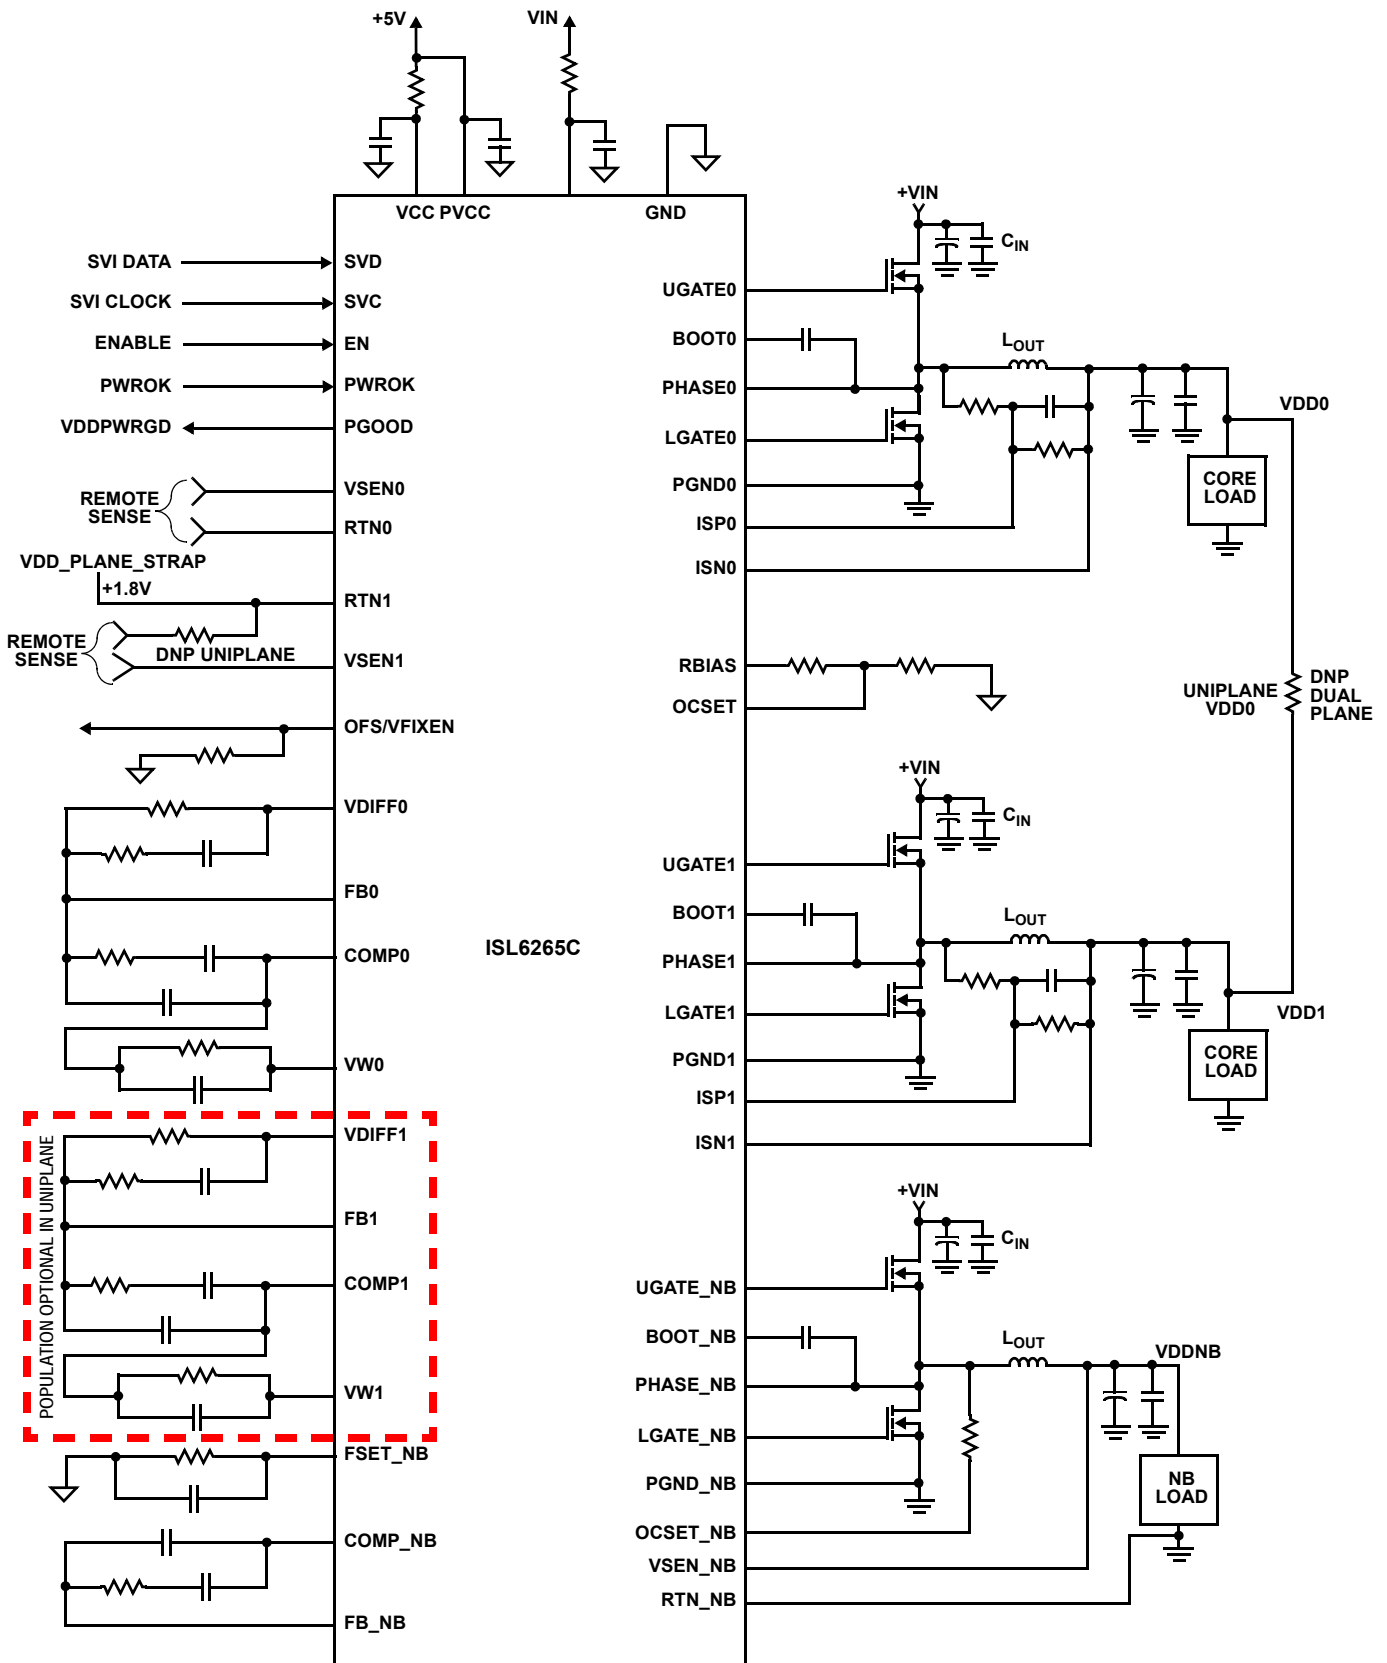 +5V
VIN
VCC PVCC
GND
SVI DATA
SVD
SVI CLOCK
SVC
ENABLE
EN
PWROK
PWROK
VDDPWRGD
PGOOD
REMOTE
SENSE
VSEN0
RTN0
VDD_PLANE_STRAP
+1.8V
RTN1
REMOTE
SENSE
DNP UNIPLANE
VSEN1
OFS/VFIXEN
VDIFF0
FB0
COMP0
VW0
POPULATION OPTIONAL IN UNIPLANE
VDIFF1
FB1
COMP1
VW1
FSET_NB
COMP_NB
FB_NB
ISL6265C
+VIN
CIN
UGATE0
BOOT0
LOUT
PHASE0
VDD0
LGATE0
CORE
LOAD
PGND0
ISP0
ISN0
RBIAS
OCSET
UNIPLANE
VDD0
DNP
DUAL
PLANE
+VIN
CIN
UGATE1
BOOT1
LOUT
PHASE1
VDD1
LGATE1
CORE
LOAD
PGND1
ISP1
ISN1
+VIN
CIN
UGATE_NB
BOOT_NB
LOUT
VDDNB
PHASE_NB
LGATE_NB
PGND_NB
NB
LOAD
OCSET_NB
VSEN_NB
RTN_NB